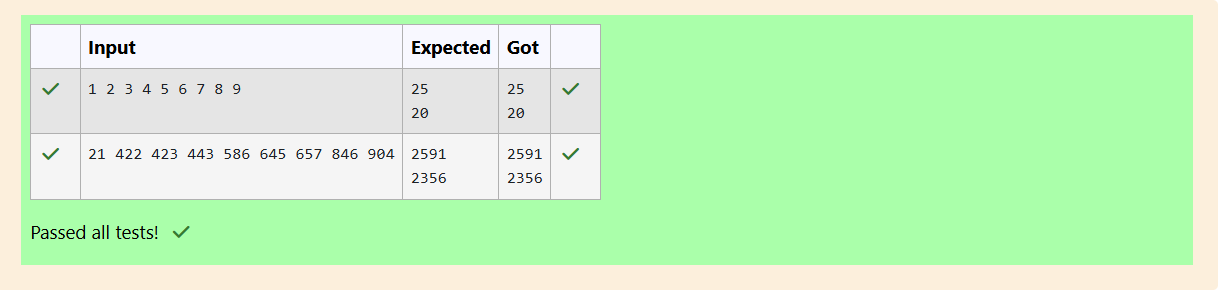 Input Expected Got
1 2 3 4 5 6 7 8 9 25 25
20 20
21 422 423 443 586 645 657 846 904 2591 2591
2356 2356
Passed all tests!